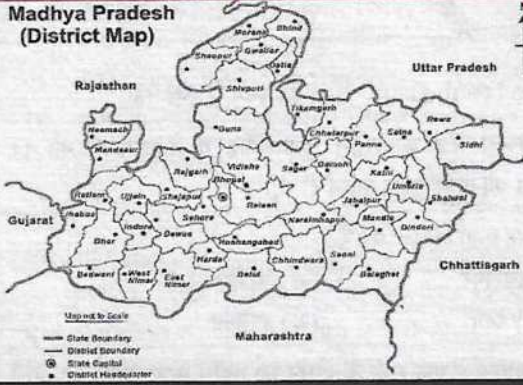 Madhya Pradesh
(District Map)
Morena
Bhind
Gwalior
Sheopur
Datia
Shivpuri
Uttar Pradesh
Rajasthan
Tikamgarh
Neemach
Mandsaur
Guna
Chhatarpur
Panna
Satna
Rewa
Sidhi
Rajgarh
Vidisha
Sagar
Damoh
Katni
Umaria
Shahdol
Bhopal
Ratlam
Ujjain
Shajapur
Raisen
Jabalpur
Gujarat
Jhabua
Sehore
Narsimhapur
Mandla
Dindori
Dhar
Indore
Dewas
Hoshangabad
Harda
Seoni
Chhattisgarh
Badwani
West
Nimar
East
Nimar
Betul
Chhindwara
Balaghat
Map not to Scale
Maharashtra
State Boundary
District Boundary
State Capital
District Headquarter